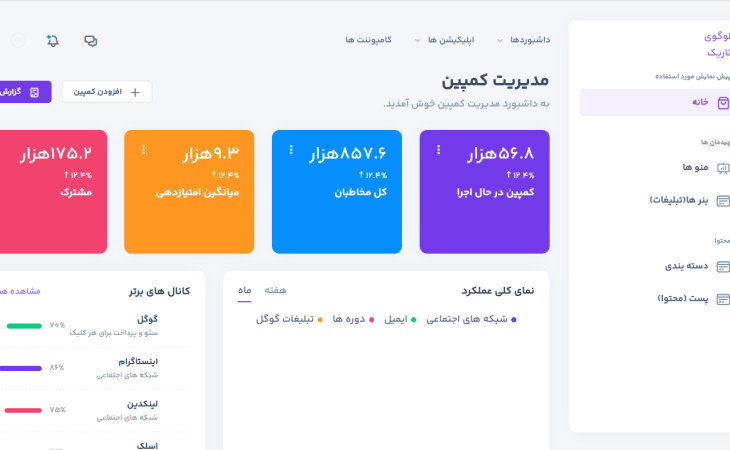 لوگوی
تاریک
پیش نمایش مورد استفاده
خانه
چیدمان ها
منو ها
بنر ها(تبلیغات)
محتوا
دسته بندی
پست (محتوا)
داشبوردها
اپلیکیشن ها
کامپوننت ها
مدیریت کمپین
به داشبورد مدیریت کمپین خوش آمدید.
افزودن کمپین
گزارش
۵۶.۸هزار
۱۲.۴%
کمپین در حال اجرا
۸۵۷.۶هزار
۱۲.۴%
کل مخاطبان
۹.۳هزار
۱۲.۴%
میانگین امتیازدهی
۱۷۵.۲هزار
۱۲.۴%
مشترک
نمای کلی عملکرد
هفته
ماه
شبکه های اجتماعی
ایمیل
دوره ها
تبلیغات گوگل
کانال های برتر
مشاهده
گوگل
سئو و پرداخت برای هر کلیک
۷۰%
اینستاگرام
شبکه های اجتماعی
۸۶%
لینکدین
شبکه های اجتماعی
۷۵%
اسلک